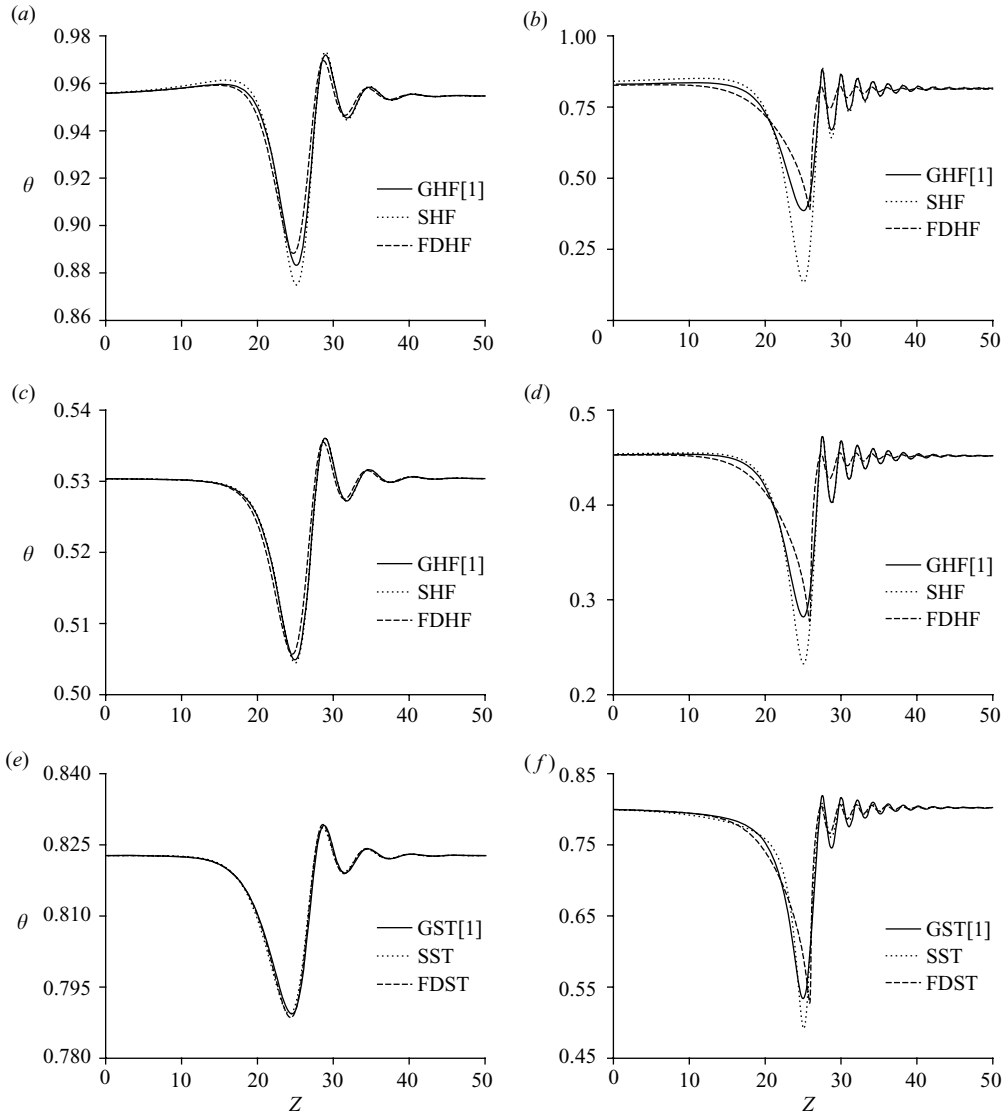 (a)
0.98
0.96
0.94
0.92
0.90
0.88
0.86
θ
GHF[1]
SHF
FDHF
0 10 20 30 40 50
(b)
1.00
0.75
0.50
0.25
0
GHF[1]
SHF
FDHF
0 10 20 30 40 50
(c)
0.54
0.53
0.52
0.51
0.50
θ
GHF[1]
SHF
FDHF
0 10 20 30 40 50
(d)
0.5
0.4
0.3
0.2
GHF[1]
SHF
FDHF
0 10 20 30 40 50
(e)
0.840
0.825
0.810
0.795
0.780
θ
GST[1]
SST
FDST
0 10 20 30 40 50
Z
(f)
0.85
0.75
0.65
0.55
0.45
GST[1]
SST
FDST
0 10 20 30 40 50
Z